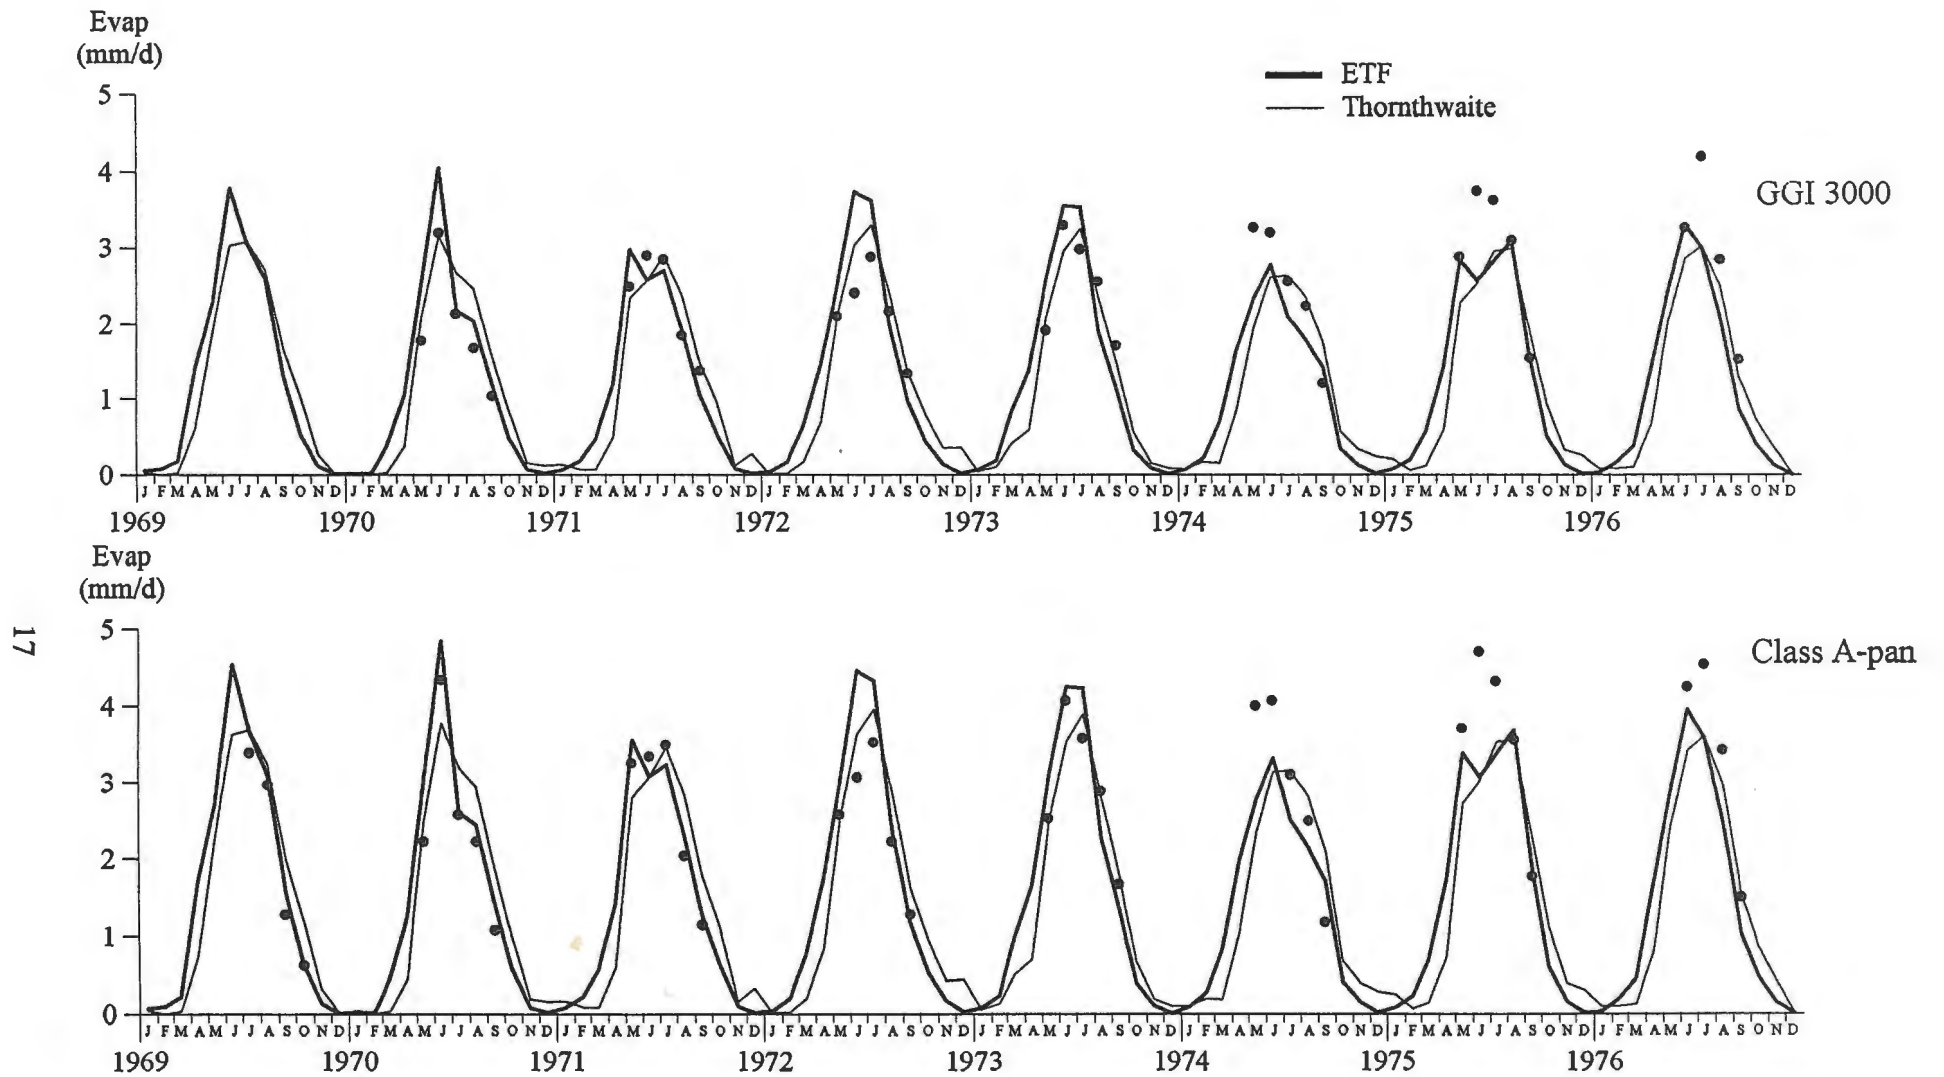 Evap
(mm/d)
ETF
Thornthwaite
GGI 3000
5
4
3
2
1
0
J F M A M J J A S O N D J F M A M J J A S O N D J F M A M J J A S O N D J F M A M J J A S O N D J F M A M J J A S O N D J F M A M J J A S O N D J F M A M J J A S O N D J F M A M J J A S O N D
1969 1970 1971 1972 1973 1974 1975 1976
Evap
(mm/d)
17
Class A-pan
5
4
3
2
1
0
J F M A M J J A S O N D J F M A M J J A S O N D J F M A M J J A S O N D J F M A M J J A S O N D J F M A M J J A S O N D J F M A M J J A S O N D J F M A M J J A S O N D J F M A M J J A S O N D
1969 1970 1971 1972 1973 1974 1975 1976